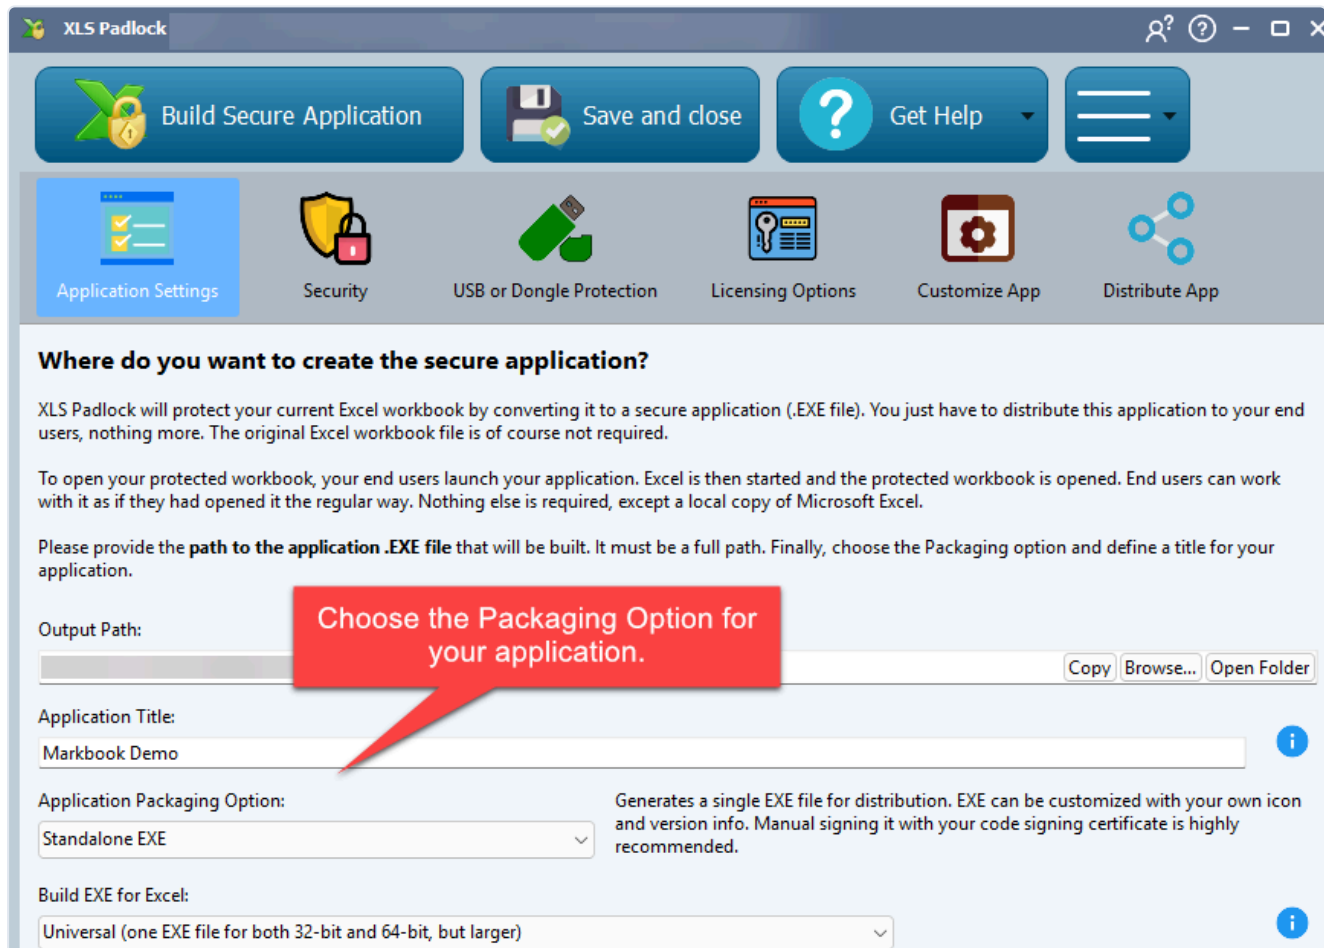 XLS Padlock
Build Secure Application
Save and close
Get Help
Application Settings
Security
USB or Dongle Protection
Licensing Options
Customize App
Distribute App
Where do you want to create the secure application?
XLS Padlock will protect your current Excel workbook by converting it to a secure application (.EXE file). You just have to distribute this application to your end
users, nothing more. The original Excel workbook file is of course not required.
To open your protected workbook, your end users launch your application. Excel is then started and the protected workbook is opened. End users can work
with it as if they had opened it the regular way. Nothing else is required, except a local copy of Microsoft Excel.
Please provide the path to the application .EXE file that will be built. It must be a full path. Finally, choose the Packaging option and define a title for your
application.
Choose the Packaging Option for
your application.
Output Path:
Copy Browse... Open Folder
Application Title:
Markbook Demo
Application Packaging Option:
Standalone EXE
Generates a single EXE file for distribution. EXE can be customized with your own icon
and version info. Manual signing it with your code signing certificate is highly
recommended.
Build EXE for Excel:
Universal (one EXE file for both 32-bit and 64-bit, but larger)